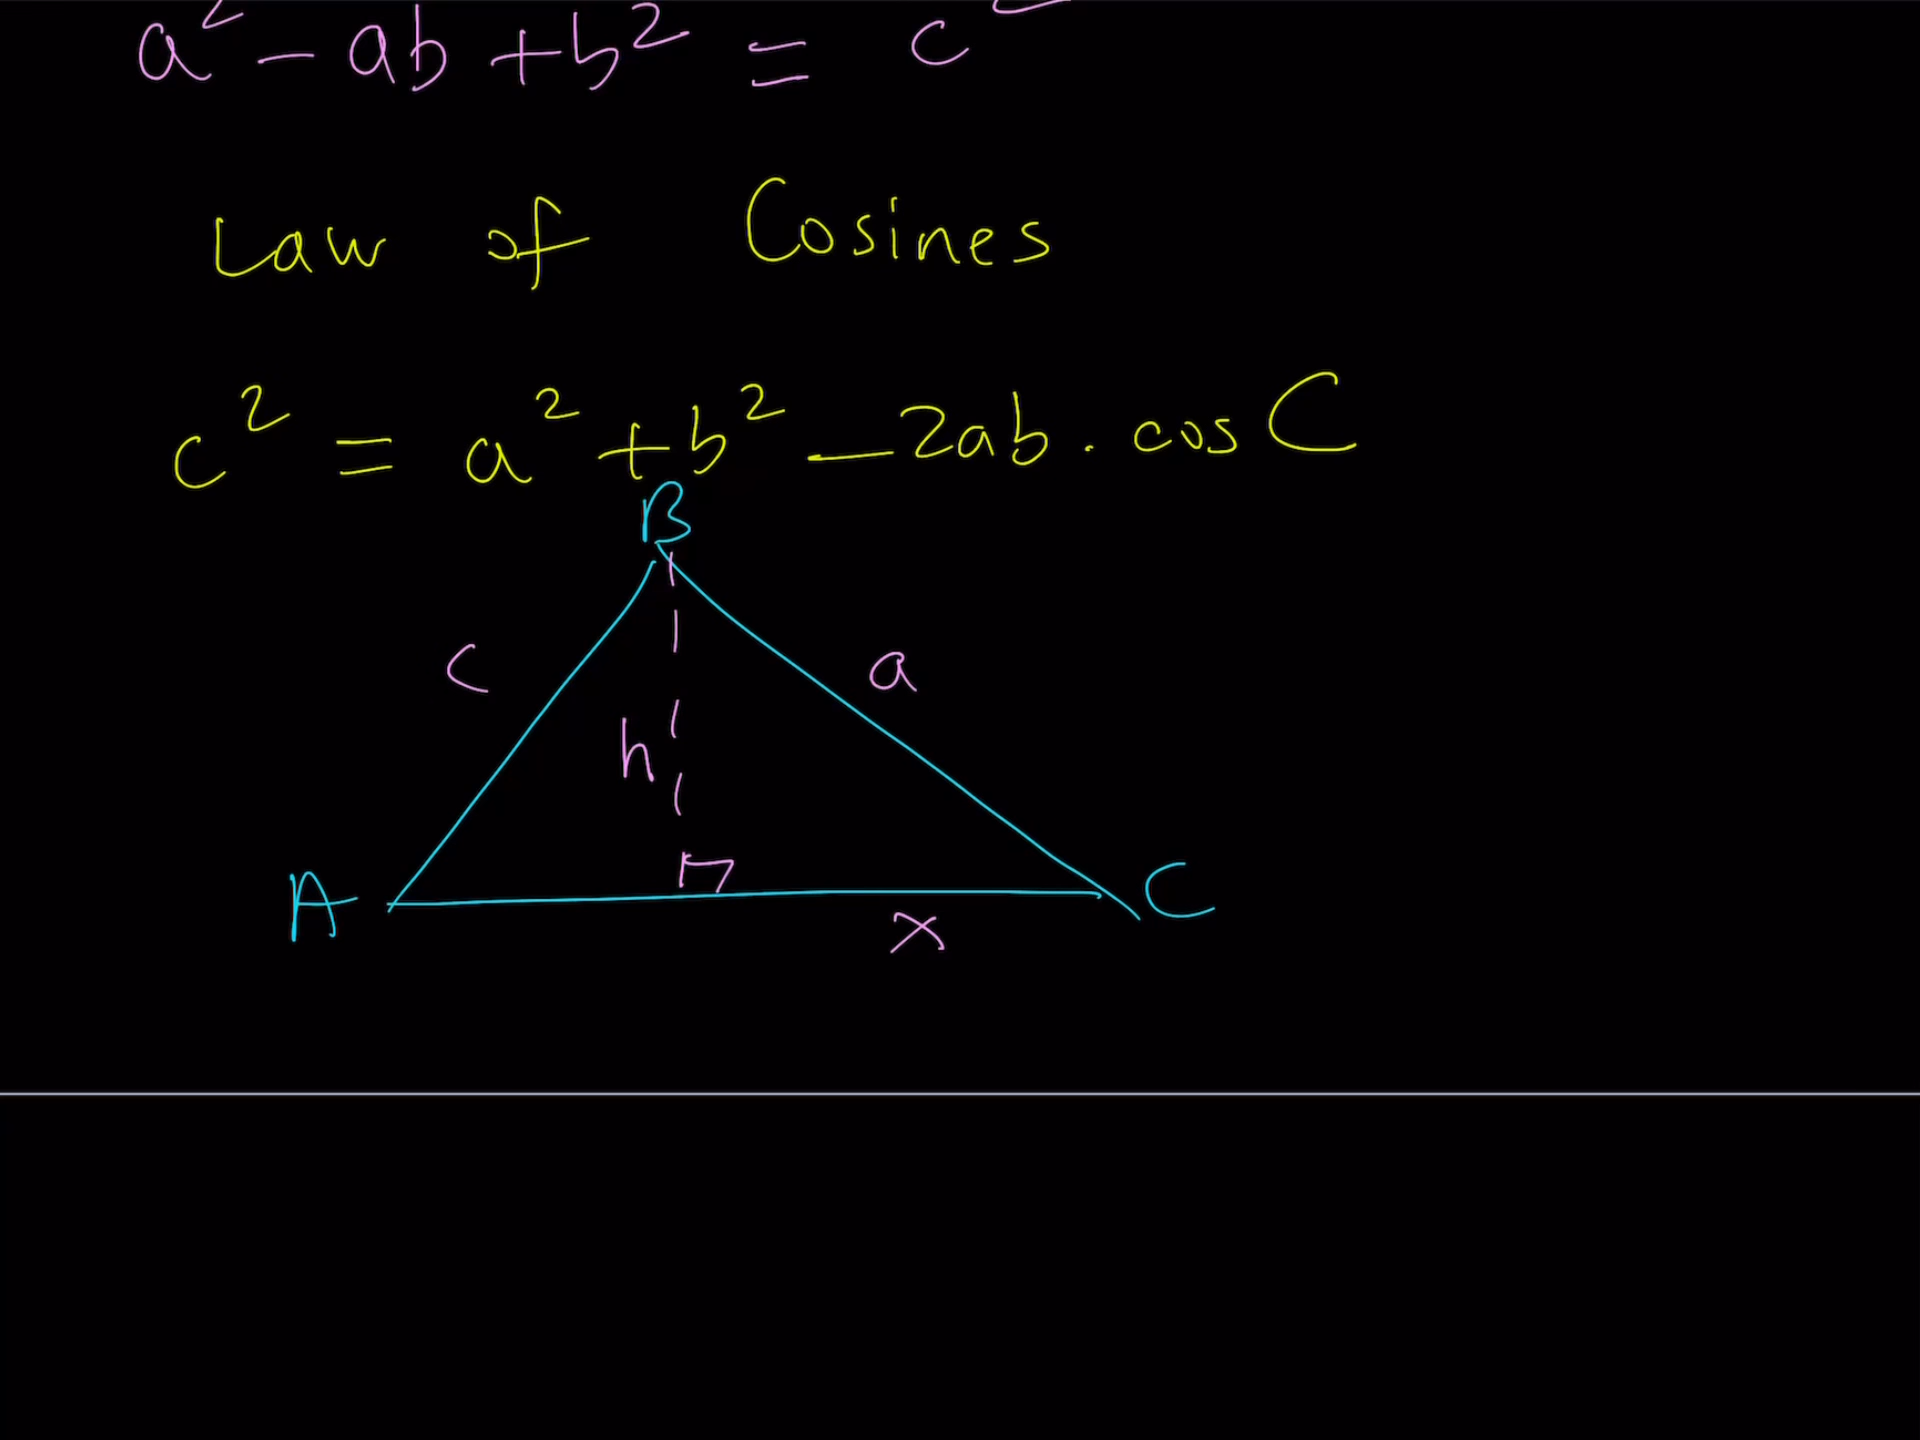 a² - ab + b² = c²
Law of Cosines
c² = a² + b² - 2ab · cos C
B
c
a
h
A
C
x